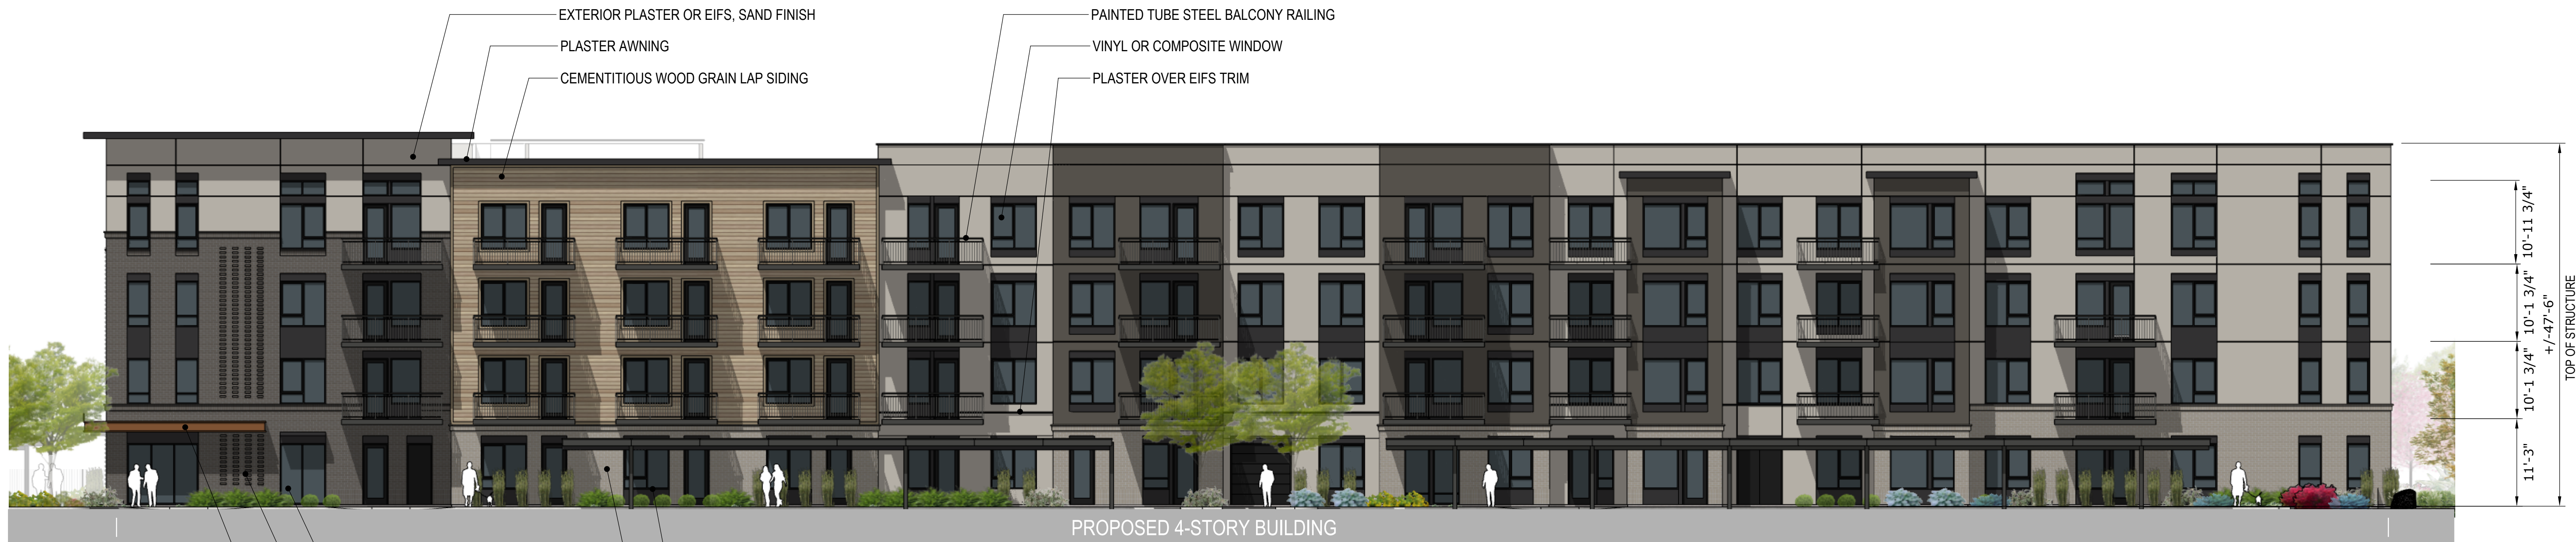 EXTERIOR PLASTER OR EIFS, SAND FINISH
PLASTER AWNING
CEMENTITIOUS WOOD GRAIN LAP SIDING
PAINTED TUBE STEEL BALCONY RAILING
VINYL OR COMPOSITE WINDOW
PLASTER OVER EIFS TRIM
10'-11 3/4"
10'-1 3/4"
10'-1 3/4"
11'-3"
+/-47'-6"
TOP OF STRUCTURE
PROPOSED 4-STORY BUILDING